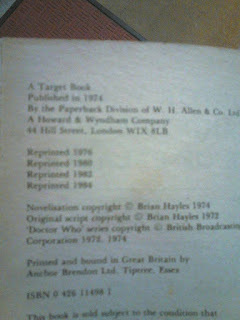 A Target Book
Published in 1974
By the Paperback Division of W. H. Allen & Co. Ltd
A Howard & Wyndham Company
44 Hill Street, London W1X 8LB
Reprinted 1976
Reprinted 1980
Reprinted 1982
Reprinted 1984
Novelisation copyright © Brian Hayles 1974
Original script copyright © Brian Hayles 1972
'Doctor Who' series copyright © British Broadcasting
Corporation 1972, 1974
Printed and bound in Great Britain by
Anchor Brendon Ltd. Tiptree, Essex
ISBN 0 426 11498 1
This book is sold subject to the condition that